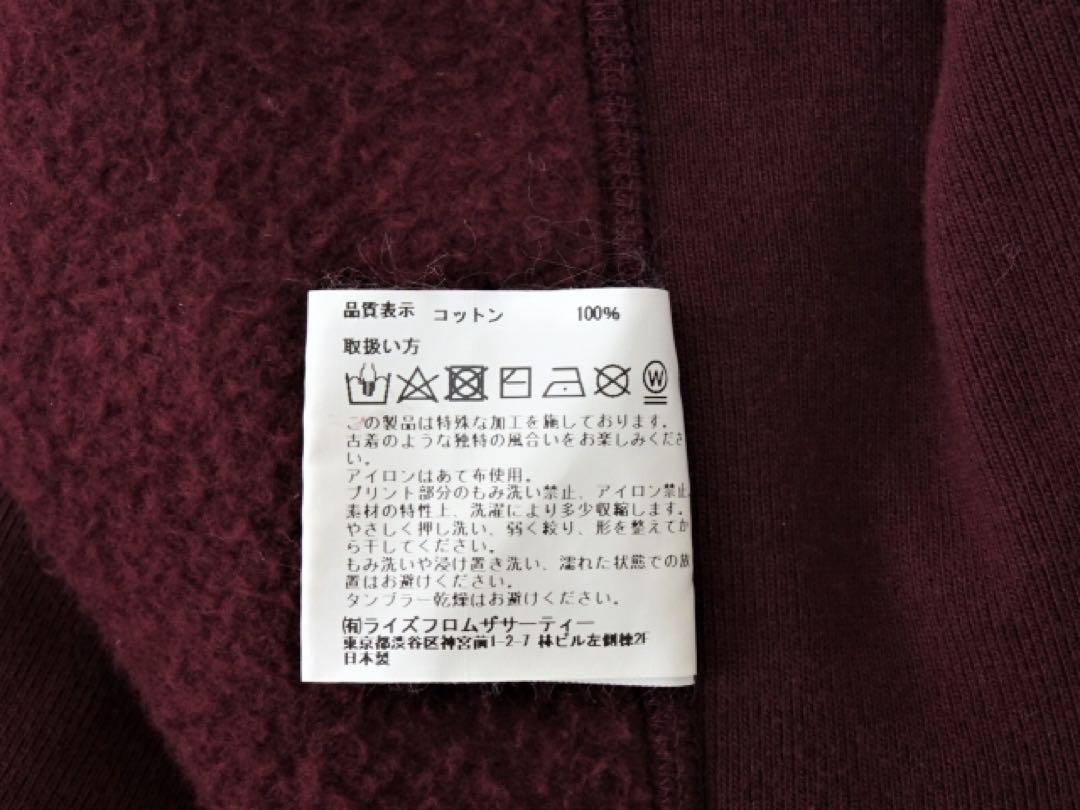 品質表示 コットン 100%
取扱い方
W
この製品は特殊な加工を施しております。
古着のような独特の風合いをお楽しみくださ
い。
アイロンはあて布使用。
プリント部分のもみ洗い禁止、アイロン禁止
素材の特性上、洗濯により多少収縮します。
やさしく押し洗い、弱く絞り、形を整えてか
ら干してください。
もみ洗いや浸け置き洗い、濡れた状態での放
置はお避けください。
タンブラー乾燥はお避けください。
㈲ライズフロムザサーティー
東京都渋谷区神宮前1-2-7 林ビル左側棟2F
日本製